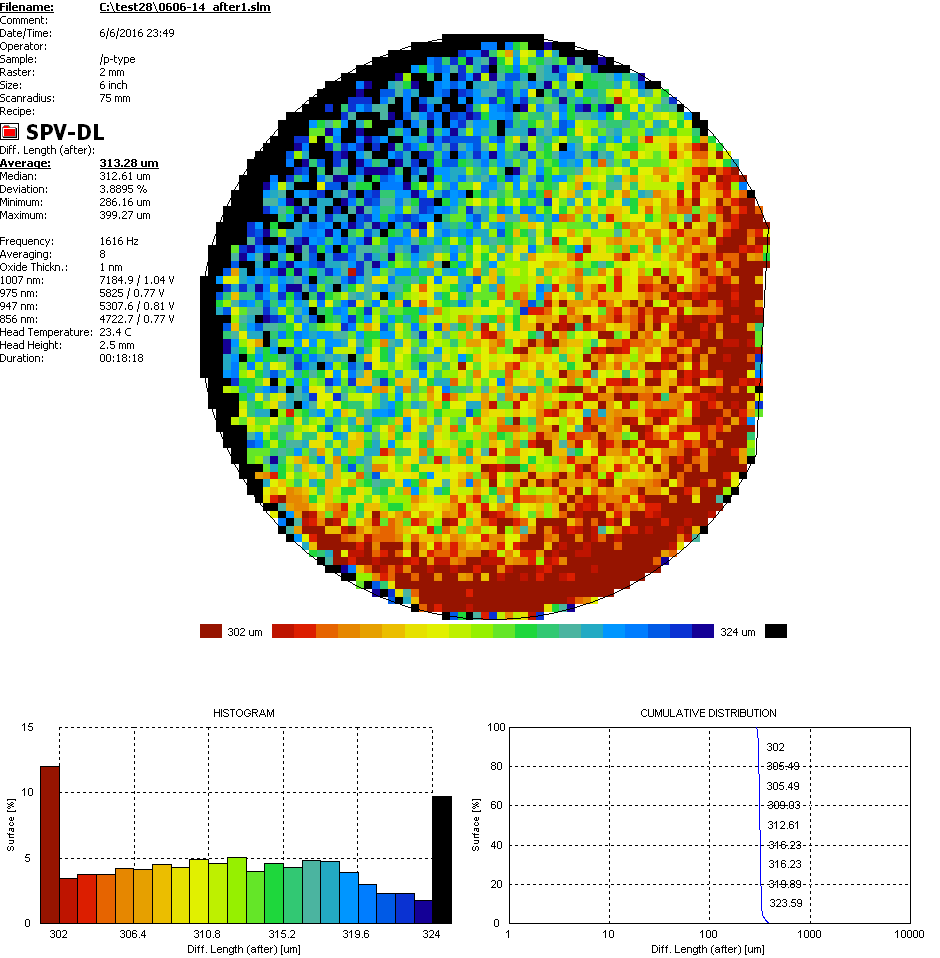 Filename: C:\test28\0606-14_after1.slm
Comment:
Date/Time: 6/6/2016 23:49
Operator:
Sample: /p-type
Raster: 2 mm
Size: 6 inch
Scanradius: 75 mm
Recipe:
SPV-DL
Diff. Length (after):
Average: 313.28 um
Median: 312.61 um
Deviation: 3.8895 %
Minimum: 286.16 um
Maximum: 399.27 um
Frequency: 1616 Hz
Averaging: 8
Oxide Thickn.: 1 nm
1007 nm: 7184.9 / 1.04 V
975 nm: 5825 / 0.77 V
947 nm: 5307.6 / 0.81 V
856 nm: 4722.7 / 0.77 V
Head Temperature: 23.4 C
Head Height: 2.5 mm
Duration: 00:18:18
302 um 324 um
HISTOGRAM
15
10
5
0
Surface [%]
302 306.4 310.8 315.2 319.6 324
Diff. Length (after) [um]
CUMULATIVE DISTRIBUTION
100
80
60
40
20
0
Surface [%]
302
305.49
305.49
309.03
312.61
316.23
316.23
319.89
323.59
1 10 100 1000 10000
Diff. Length (after) [um]